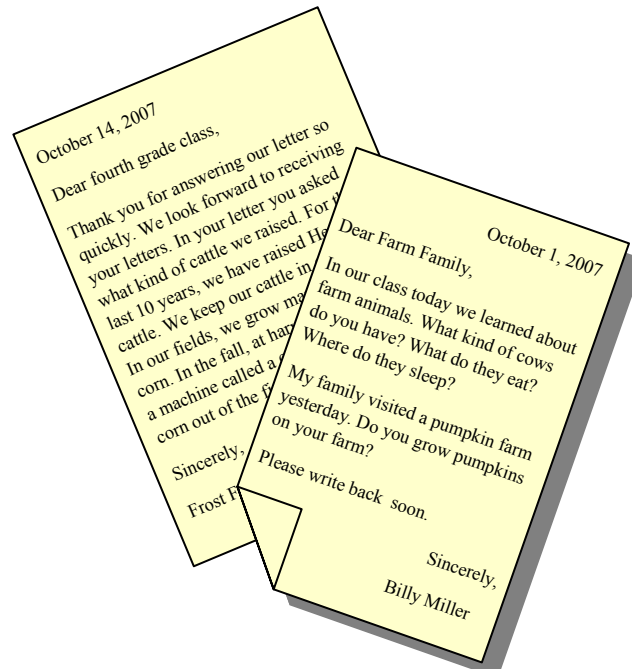 October 14, 2007
Dear fourth grade class,
Thank you for answering our letter so
quickly. We look forward to receiving
your letters. In your letter you asked
what kind of cattle we raised. For
last 10 years, we have raised
cattle. We keep our cattle in
In our fields, we grow
corn. In the fall, at
a machine called a
corn out of the
Sincerely,
Frost
October 1, 2007
Dear Farm Family,
In our class today we learned about
farm animals. What kind of cows
do you have? What do they eat?
Where do they sleep?
My family visited a pumpkin farm
yesterday. Do you grow pumpkins
on your farm?
Please write back soon.
Sincerely,
Billy Miller